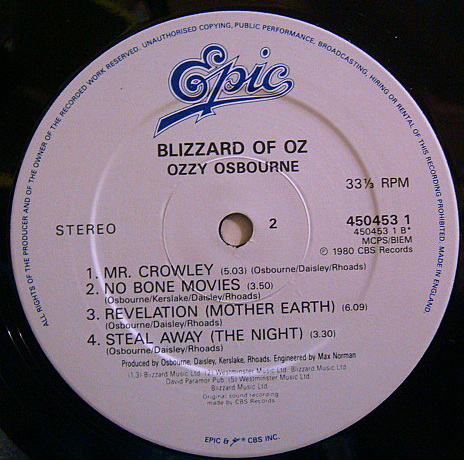 ALL RIGHTS OF THE PRODUCER AND OF THE OWNER OF THE RECORDED WORK RESERVED. UNAUTHORISED COPYING, PUBLIC PERFORMANCE, BROADCASTING, HIRING OR RENTAL OF THIS RECORDING PROHIBITED. MADE IN ENGLAND
Epic
BLIZZARD OF OZ
OZZY OSBOURNE
33⅓ RPM
STEREO
2
450453 1
450453 1 B*
MCPS/BIEM
℗ 1980 CBS Records
1. MR. CROWLEY (5.03) (Osbourne/Daisley/Rhoads)
2. NO BONE MOVIES (3.50)
(Osbourne/Kerslake/Daisley/Rhoads)
3. REVELATION (MOTHER EARTH) (6.09)
(Osbourne/Daisley/Rhoads)
4. STEAL AWAY (THE NIGHT) (3.30)
(Osbourne/Daisley/Rhoads)
Produced by Osbourne, Daisley, Kerslake, Rhoads. Engineered by Max Norman
(1,3) Blizzard Music Ltd. (2) Westminster Music Ltd.
David Paramor Pub. (5) Westminster Music Ltd.
Blizzard Music Ltd.
Original sound recording
made by CBS Records
EPIC & ® CBS INC.